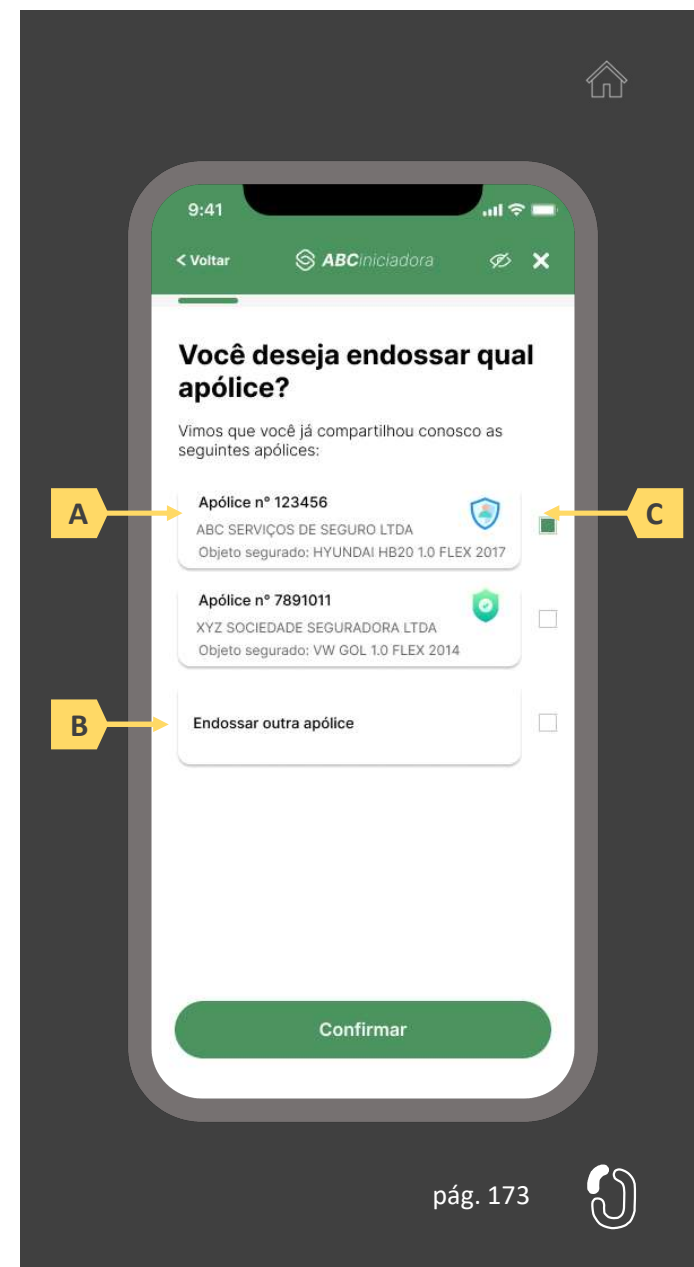 9:41
Voltar
ABCiniciadora
Você deseja endossar qual
apólice?
Vimos que você já compartilhou conosco as
seguintes apólices:
A
Apólice nº 123456
ABC SERVIÇOS DE SEGURO LTDA
Objeto segurado: HYUNDAI HB20 1.0 FLEX 2017
C
Apólice nº 7891011
XYZ SOCIEDADE SEGURADORA LTDA
Objeto segurado: VW GOL 1.0 FLEX 2014
B
Endossar outra apólice
Confirmar
pág. 173